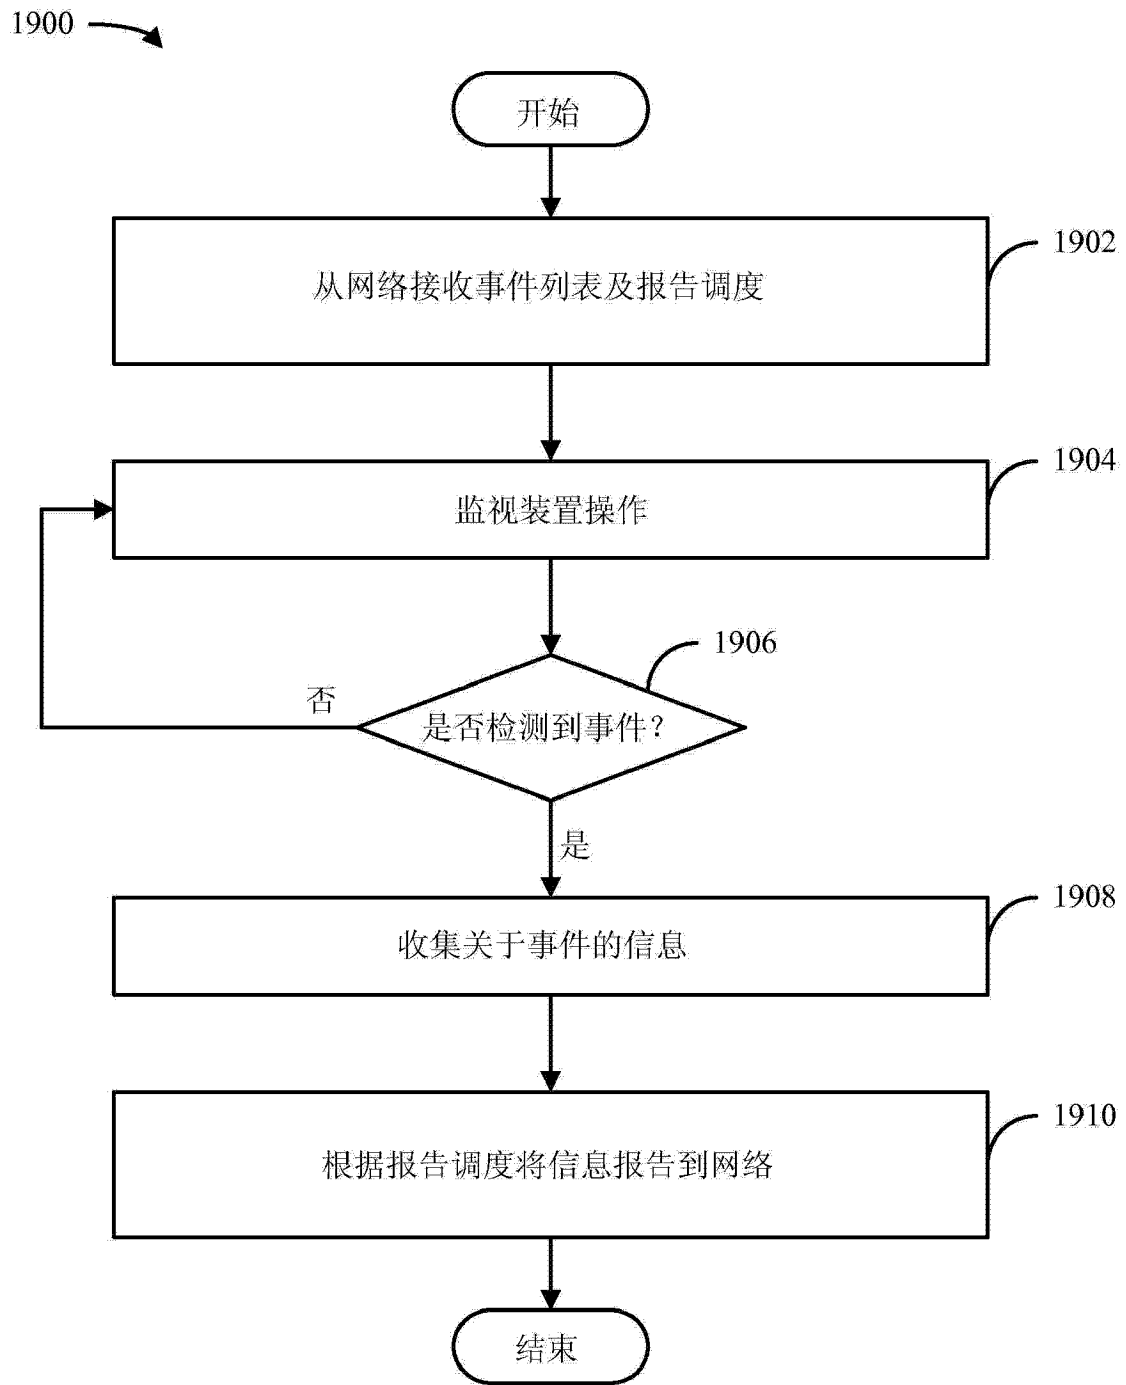 1900
开始
从网络接收事件列表及报告调度
1902
监视装置操作
1904
是否检测到事件?
1906
否
是
收集关于事件的信息
1908
根据报告调度将信息报告到网络
1910
结束